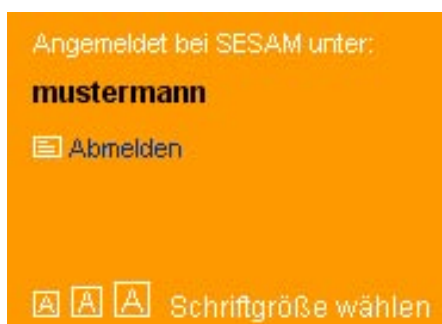 Angemeldet bei SESAM unter:
mustermann
Abmelden
A A A Schriftgröße wählen